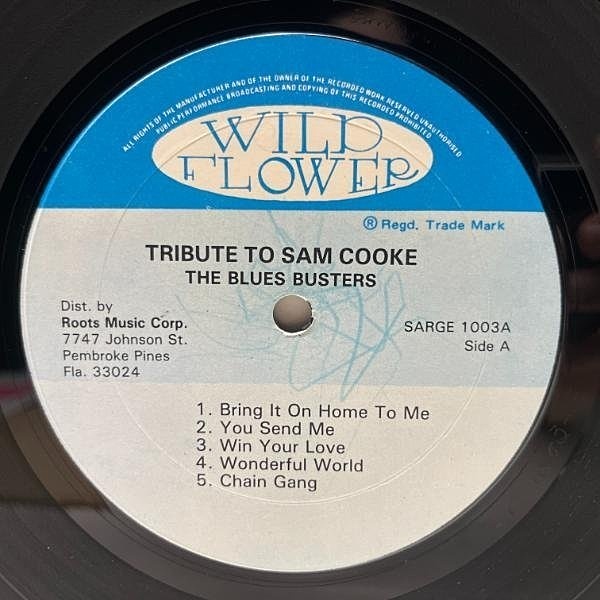 ALL RIGHTS OF THE MANUFACTURER AND OF THE OWNER OF THE RECORDED WORK RESERVED UNAUTHORISED
PUBLIC PERFORMANCE BROADCASTING AND COPYING OF THIS RECORDED PROHIBITED
WILD
FLOWER
® Regd. Trade Mark
TRIBUTE TO SAM COOKE
THE BLUES BUSTERS
Dist. by
Roots Music Corp.
7747 Johnson St.
Pembroke Pines
Fla. 33024
SARGE 1003A
Side A
1. Bring It On Home To Me
2. You Send Me
3. Win Your Love
4. Wonderful World
5. Chain Gang